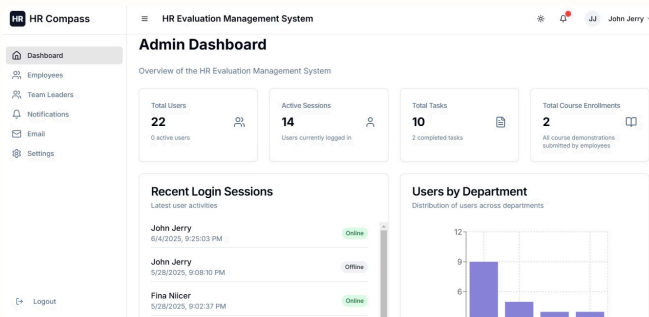 HR HR Compass
HR Evaluation Management System
JJ John Jerry
Dashboard
Employees
Team Leaders
Notifications
Email
Settings
Logout
Admin Dashboard
Overview of the HR Evaluation Management System
Total Users
22
0 active users
Active Sessions
14
Users currently logged in
Total Tasks
10
2 completed tasks
Total Course Enrollments
2
All course demonstrations
submitted by employees
Recent Login Sessions
Latest user activities
John Jerry
6/4/2025, 9:25:03 PM
Online
John Jerry
5/28/2025, 9:08:10 PM
Offline
Fina Niicer
5/28/2025, 9:02:37 PM
Online
Users by Department
Distribution of users across departments
12
9
6